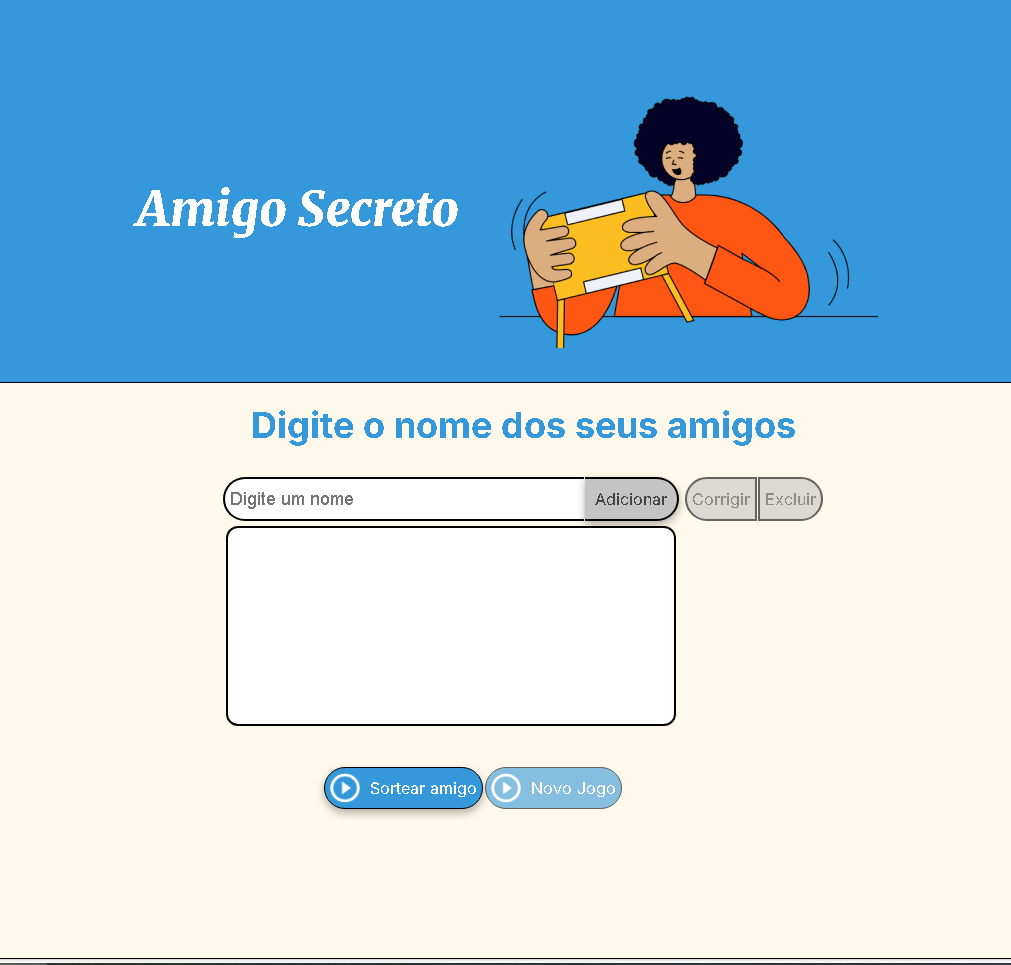 Amigo Secreto
Digite o nome dos seus amigos
Digite um nome
Adicionar
Corrigir
Excluir
Sortear amigo
Novo Jogo